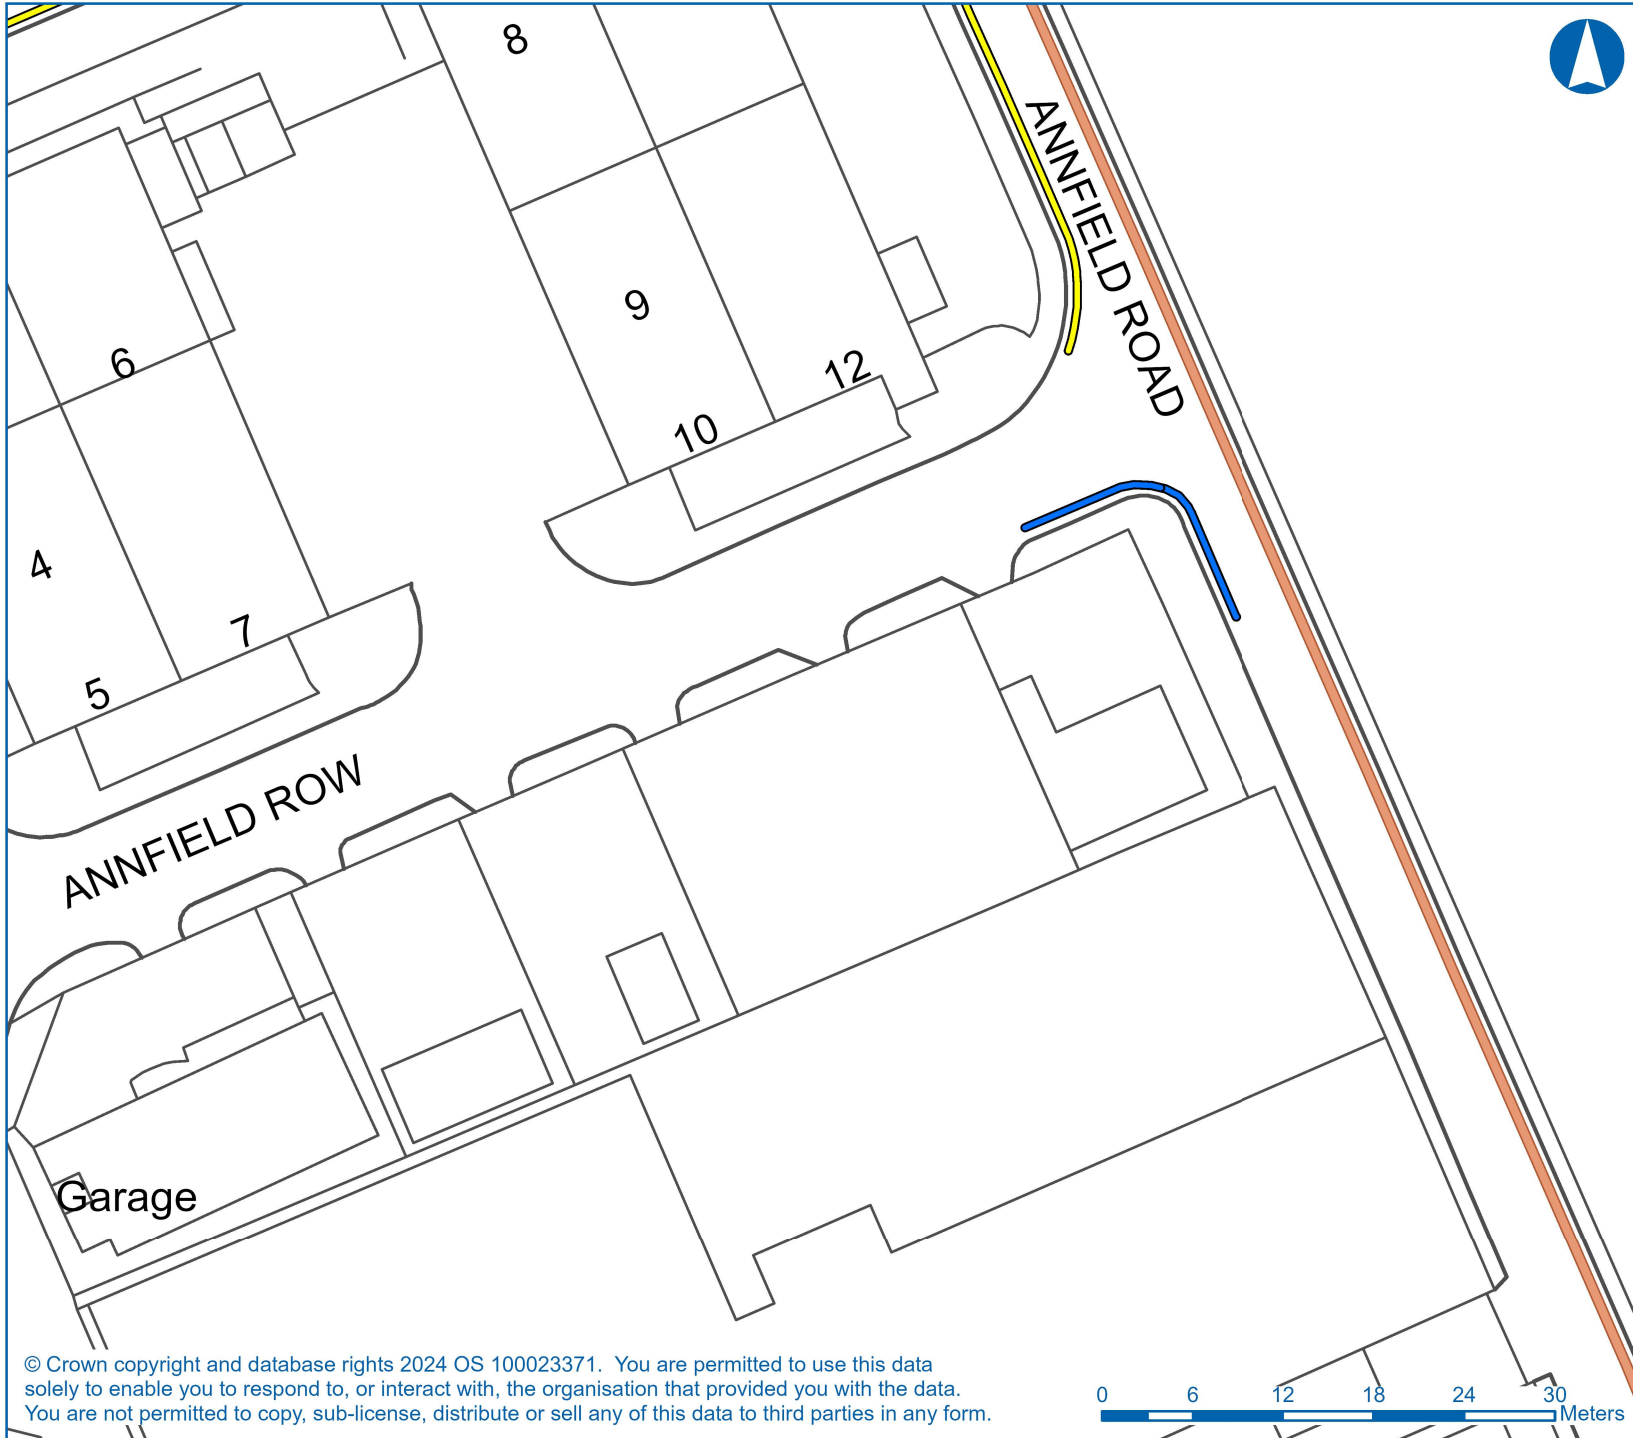 8
ANNFIELD ROAD
9
6
12
10
4
7
5
ANNFIELD ROW
Garage
© Crown copyright and database rights 2024 OS 100023371. You are permitted to use this data
solely to enable you to respond to, or interact with, the organisation that provided you with the data.
You are not permitted to copy, sub-license, distribute or sell any of this data to third parties in any form.
0 6 12 18 24 30
Meters